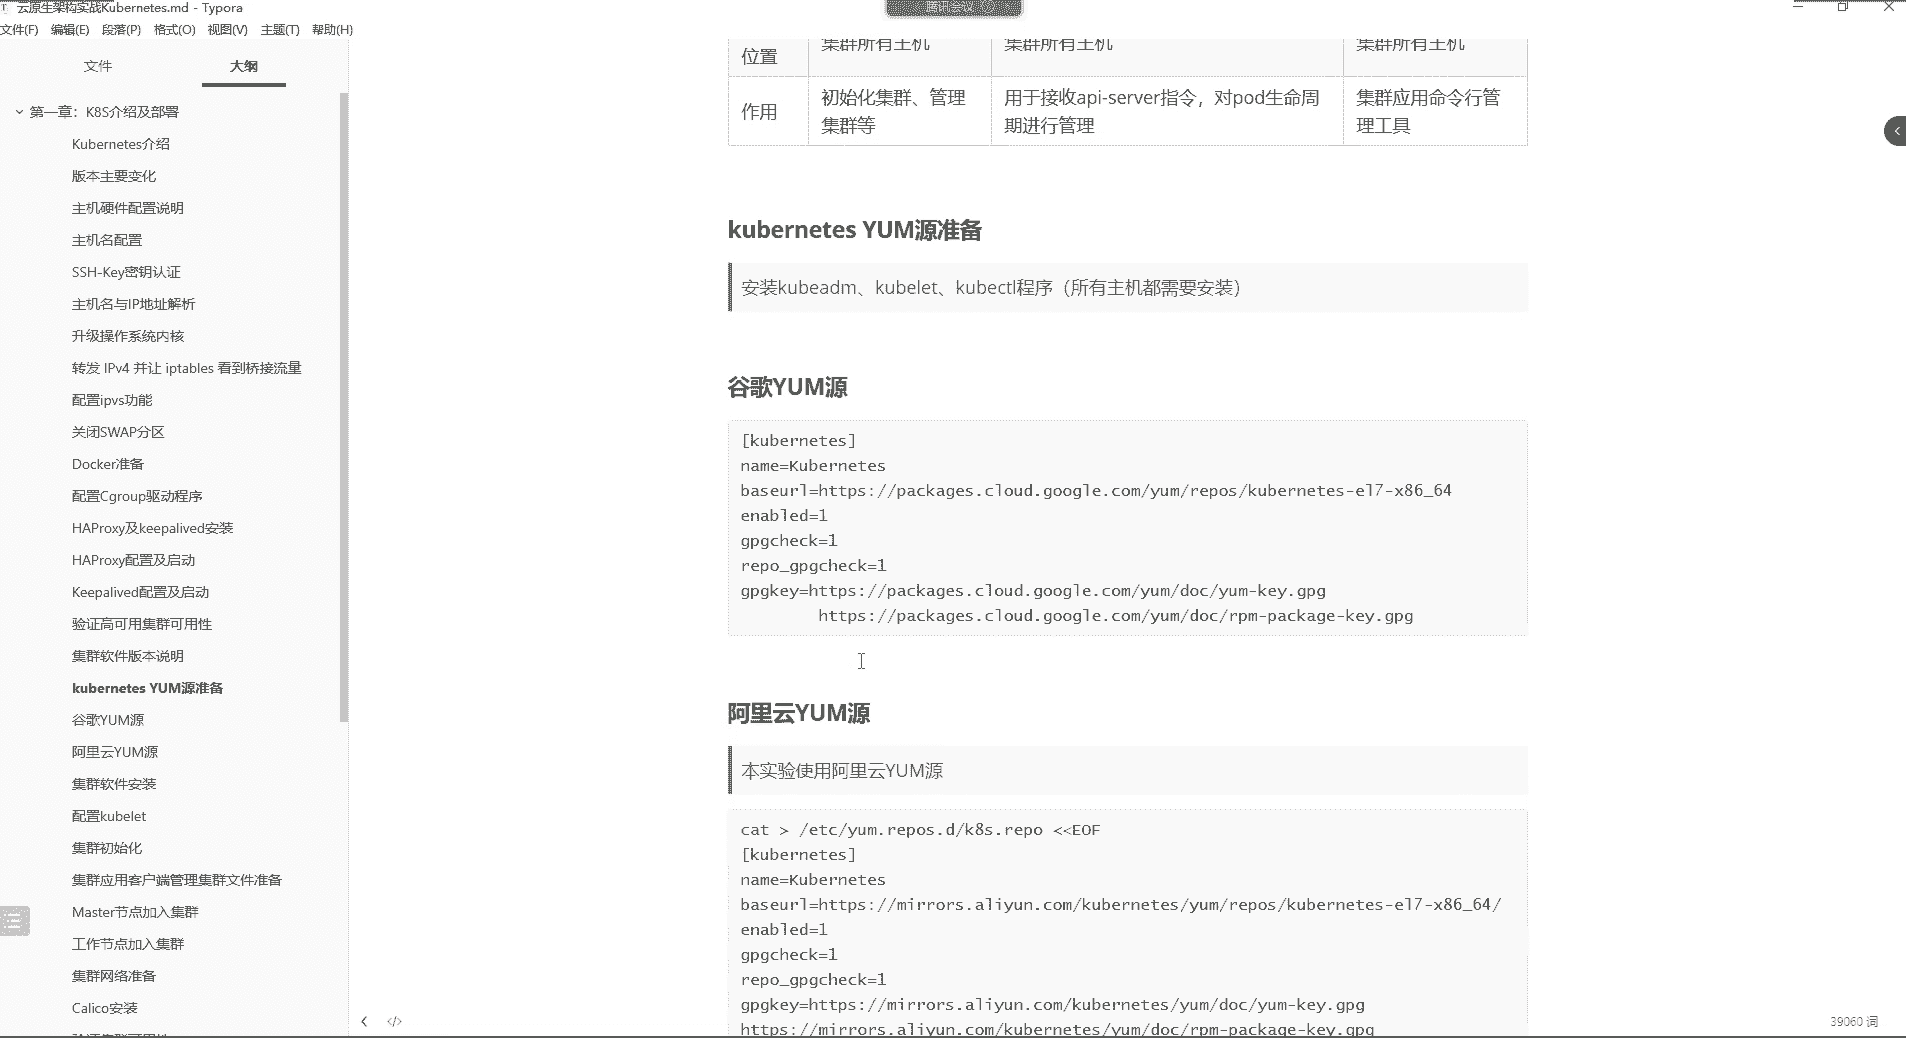 云原生架构实战Kubernetes.md - Typora
腾讯会议
文件(F) 编辑(E) 段落(P) 格式(O) 视图(V) 主题(T) 帮助(H)
文件 大纲
第一章：K8S介绍及部署
Kubernetes介绍
版本主要变化
主机硬件配置说明
主机名配置
SSH-Key密钥认证
主机名与IP地址解析
升级操作系统内核
转发 IPv4 并让 iptables 看到桥接流量
配置ipvs功能
关闭SWAP分区
Docker准备
配置Cgroup驱动程序
HAProxy及keepalived安装
HAProxy配置及启动
Keepalived配置及启动
验证高可用集群可用性
集群软件版本说明
kubernetes YUM源准备
谷歌YUM源
阿里云YUM源
集群软件安装
配置kubelet
集群初始化
集群应用客户端管理集群文件准备
Master节点加入集群
工作节点加入集群
集群网络准备
Calico安装
位置 集群所有主机 集群所有主机 集群所有主机
作用 初始化集群、管理集群等 用于接收api-server指令，对pod生命周期进行管理 集群应用命令行管理工具
kubernetes YUM源准备
安装kubeadm、kubelet、kubectl程序（所有主机都需要安装）
谷歌YUM源
[kubernetes]
name=Kubernetes
baseurl=https://packages.cloud.google.com/yum/repos/kubernetes-el7-x86_64
enabled=1
gpgcheck=1
repo_gpgcheck=1
gpgkey=https://packages.cloud.google.com/yum/doc/yum-key.gpg
https://packages.cloud.google.com/yum/doc/rpm-package-key.gpg
阿里云YUM源
本实验使用阿里云YUM源
cat > /etc/yum.repos.d/k8s.repo <<EOF
[kubernetes]
name=Kubernetes
baseurl=https://mirrors.aliyun.com/kubernetes/yum/repos/kubernetes-el7-x86_64/
enabled=1
gpgcheck=1
repo_gpgcheck=1
gpgkey=https://mirrors.aliyun.com/kubernetes/yum/doc/yum-key.gpg
https://mirrors.aliyun.com/kubernetes/yum/doc/rpm-package-key.gpg
39060 词